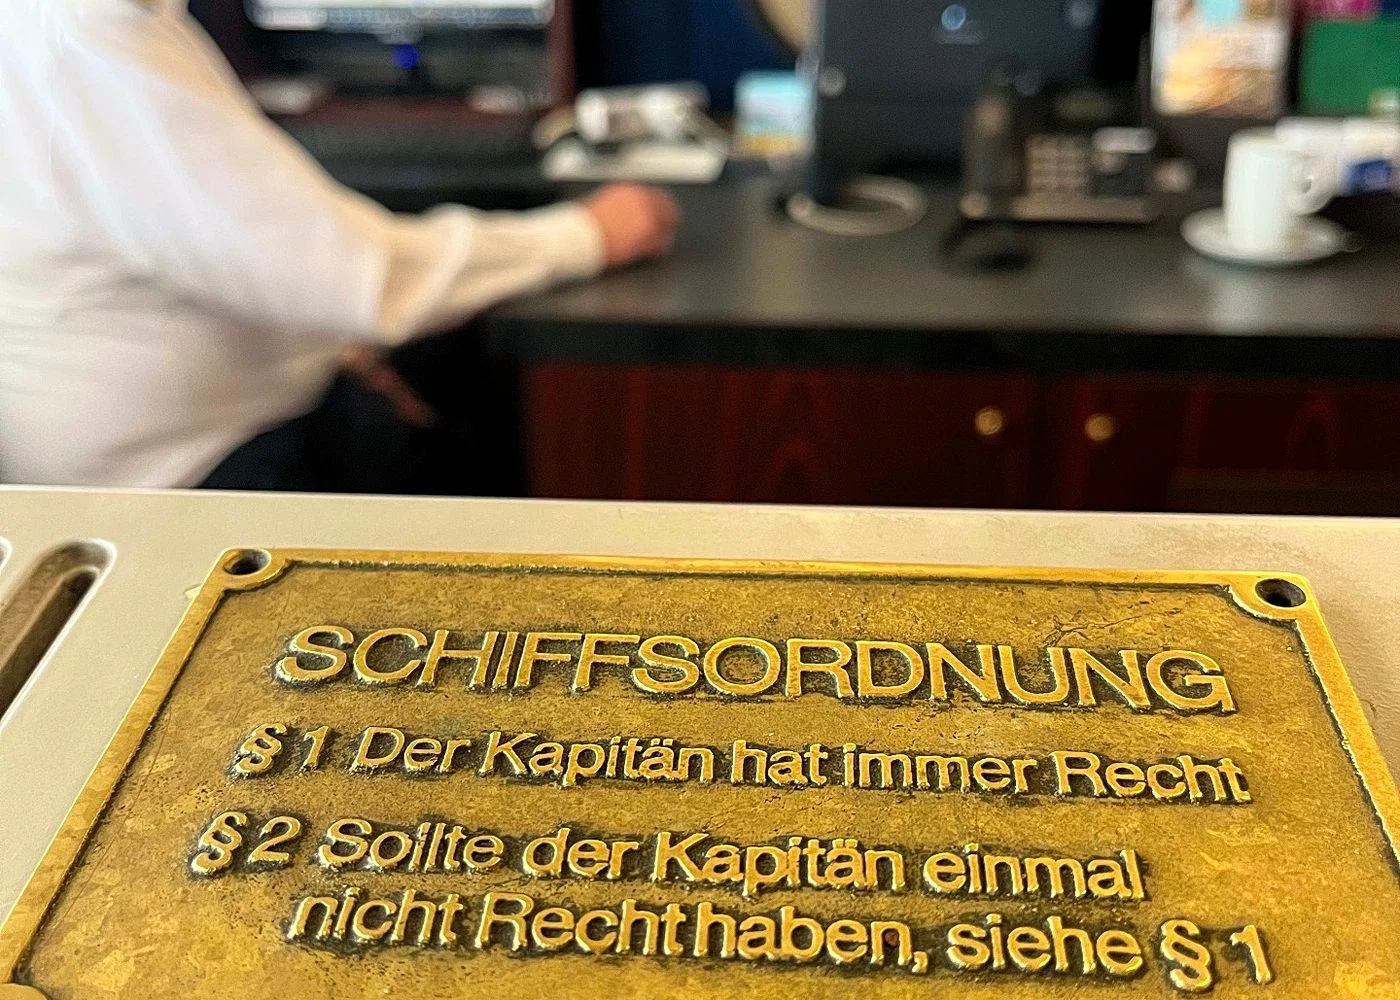 SCHIFFSORDNUNG
§ 1 Der Kapitän hat immer Recht
§ 2 Sollte der Kapitän einmal
nicht Recht haben, siehe § 1